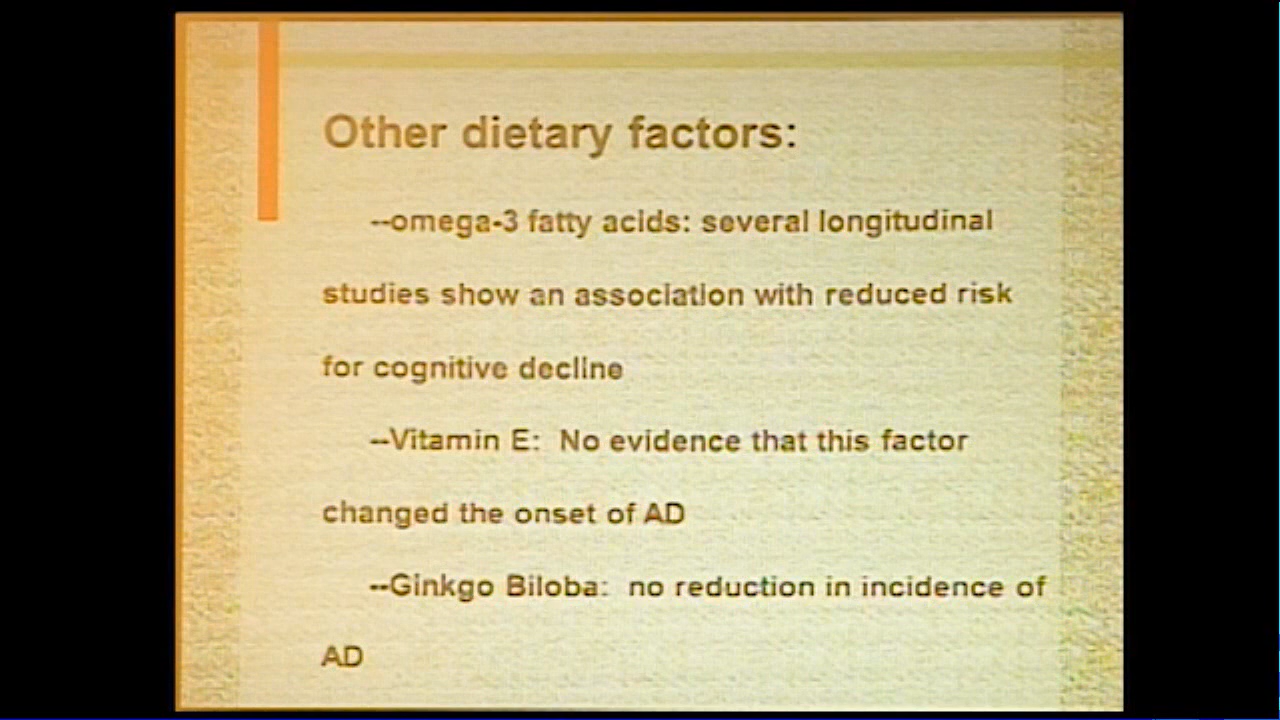 Other dietary factors:
--omega-3 fatty acids: several longitudinal
studies show an association with reduced risk
for cognitive decline
--Vitamin E:  No evidence that this factor
changed the onset of AD
--Ginkgo Biloba:  no reduction in incidence of
AD